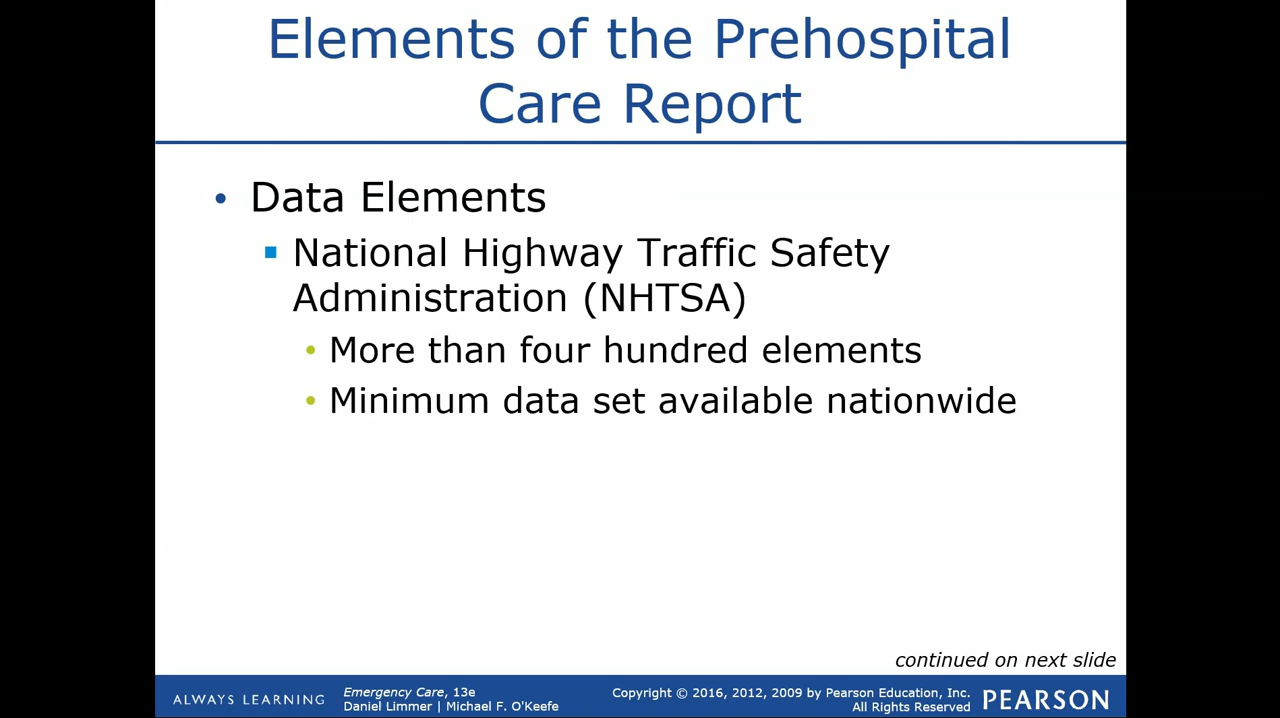 Elements of the Prehospital
Care Report
• Data Elements
▪ National Highway Traffic Safety
Administration (NHTSA)
• More than four hundred elements
• Minimum data set available nationwide
continued on next slide
ALWAYS LEARNING
Emergency Care, 13e
Daniel Limmer | Michael F. O'Keefe
Copyright © 2016, 2012, 2009 by Pearson Education, Inc.
All Rights Reserved
PEARSON